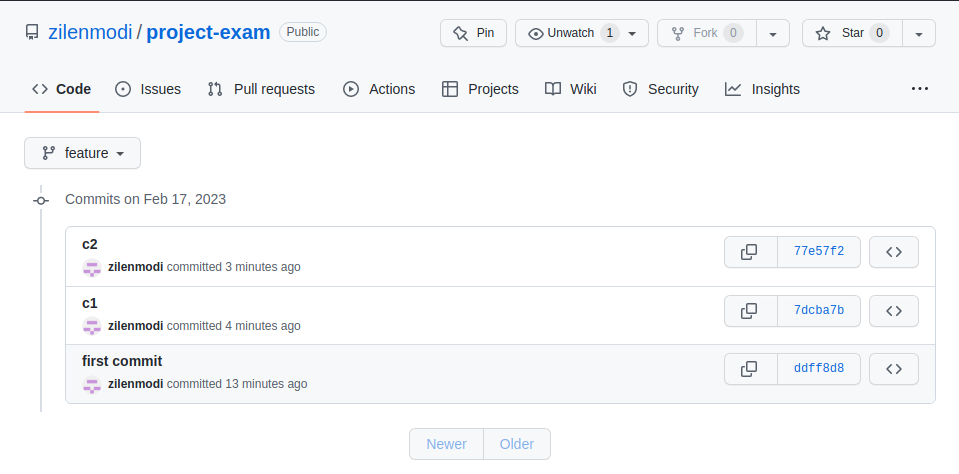 zilenmodi / project-exam Public
Pin Unwatch 1 Fork 0 Star 0
Code Issues Pull requests Actions Projects Wiki Security Insights
feature
Commits on Feb 17, 2023
c2
zilenmodi committed 3 minutes ago
77e57f2
c1
zilenmodi committed 4 minutes ago
7dcba7b
first commit
zilenmodi committed 13 minutes ago
ddff8d8
Newer Older